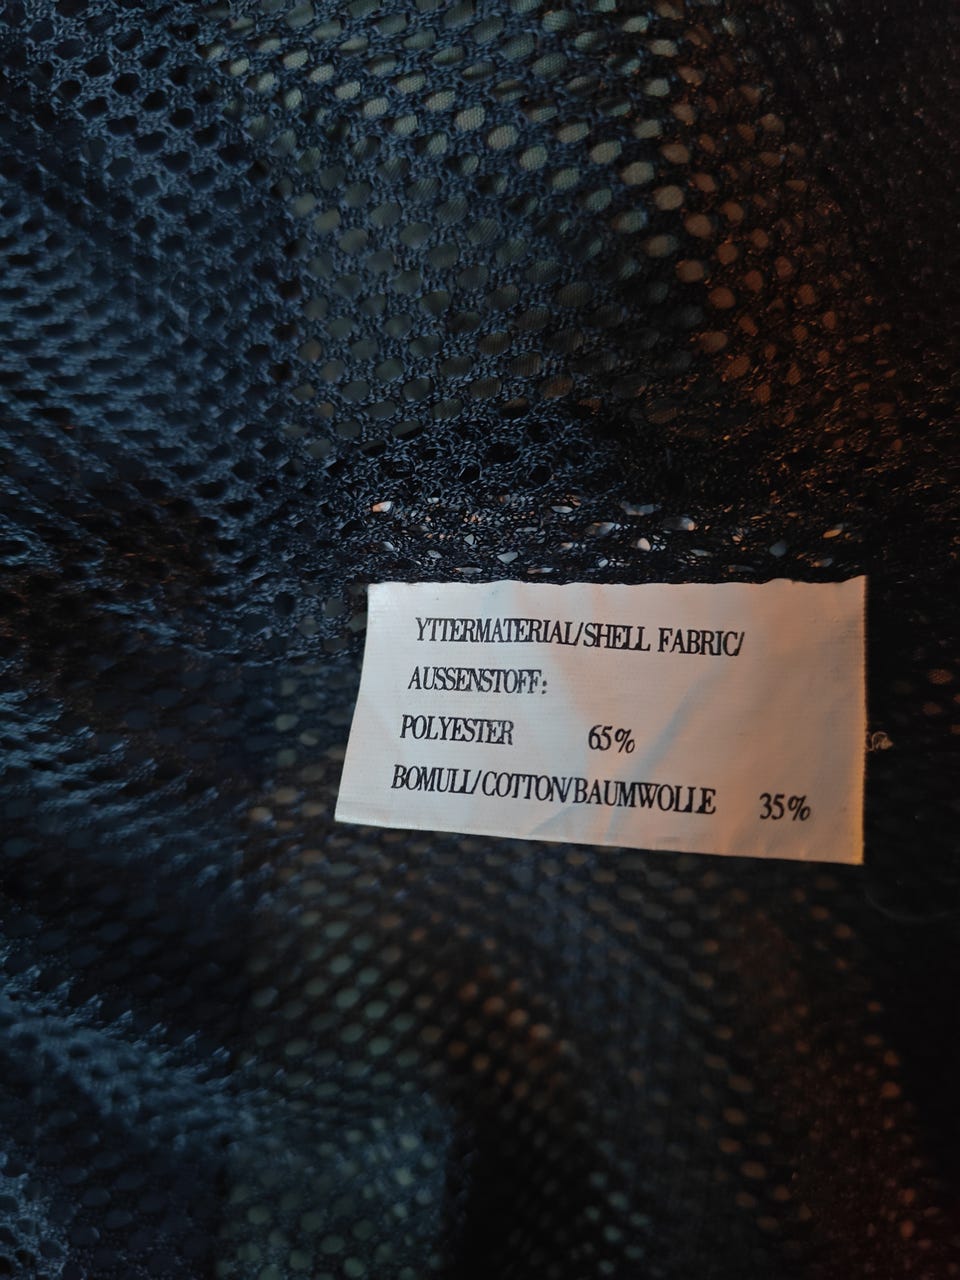 YTTERMATERIAL/SHELL FABRIC/
AUSSENSTOFF:
POLYESTER 65%
BOMULL/COTTON/BAUMWOLLE 35%